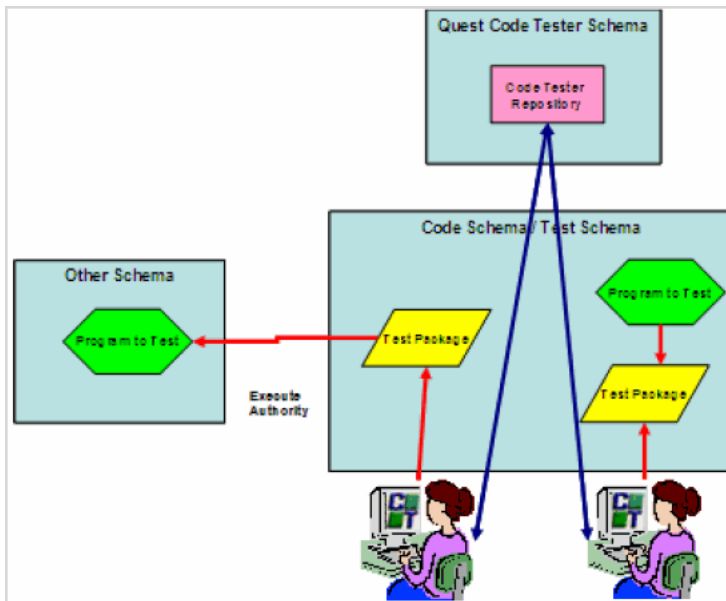 Quest Code Tester Schema
Code Tester
Repository
Code Schema / Test Schema
Other Schema
Program to Test
Program to Test
Test Package
Test Package
Execute
Authority
C
T
C
T